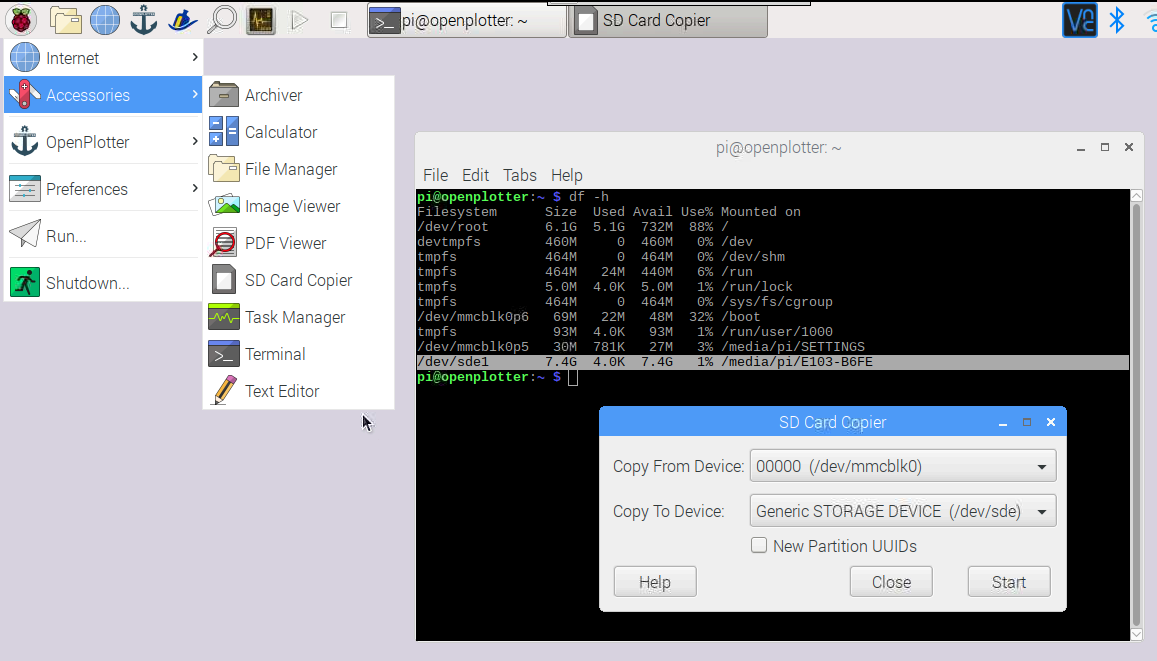 pi@openplotter: ~
SD Card Copier
Internet
Accessories
OpenPlotter
Preferences
Run...
Shutdown...
Archiver
Calculator
File Manager
Image Viewer
PDF Viewer
SD Card Copier
Task Manager
Terminal
Text Editor
pi@openplotter: ~
File Edit Tabs Help
pi@openplotter:~ $ df -h
Filesystem Size Used Avail Use% Mounted on
/dev/root 6.1G 5.1G 732M 88% /
devtmpfs 460M 0 460M 0% /dev
tmpfs 464M 0 464M 0% /dev/shm
tmpfs 464M 24M 440M 6% /run
tmpfs 5.0M 4.0K 5.0M 1% /run/lock
tmpfs 464M 0 464M 0% /sys/fs/cgroup
/dev/mmcblk0p6 69M 22M 48M 32% /boot
tmpfs 93M 4.0K 93M 1% /run/user/1000
/dev/mmcblk0p5 30M 781K 27M 3% /media/pi/SETTINGS
/dev/sde1 7.4G 4.0K 7.4G 1% /media/pi/E103-B6FE
pi@openplotter:~ $
SD Card Copier
Copy From Device: 00000 (/dev/mmcblk0)
Copy To Device: Generic STORAGE DEVICE (/dev/sde)
New Partition UUIDs
Help Close Start